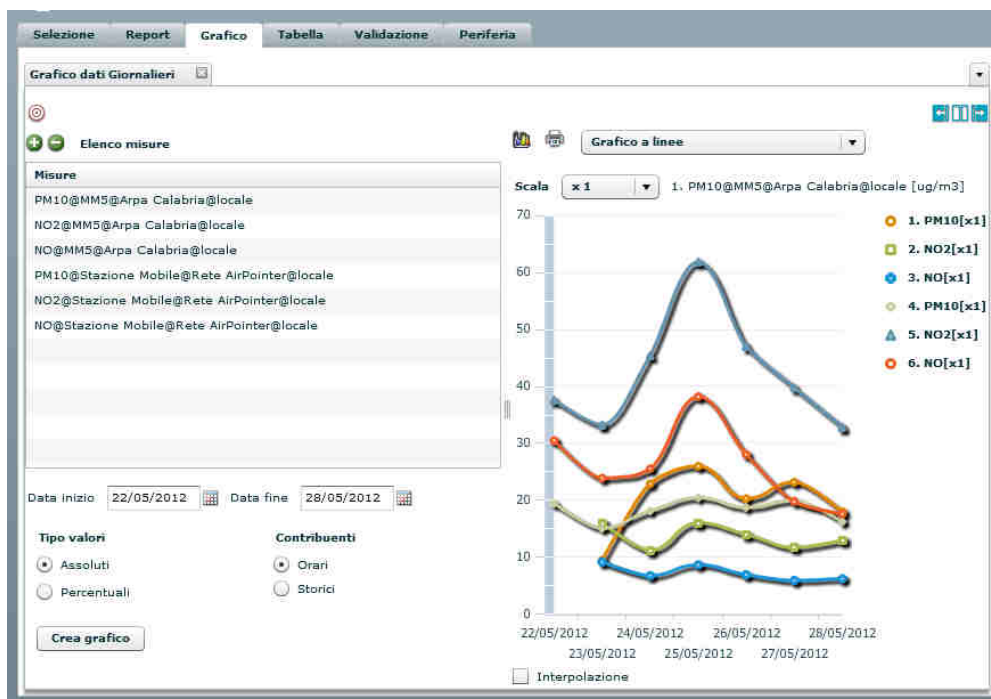 Selezione Report Grafico Tabella Validazione Periferia
Grafico dati Giornalieri
Elenco misure
Misure
PM10@MM5@Arpa Calabria@locale
NO2@MM5@Arpa Calabria@locale
NO@MM5@Arpa Calabria@locale
PM10@Stazione Mobile@Rete AirPointer@locale
NO2@Stazione Mobile@Rete AirPointer@locale
NO@Stazione Mobile@Rete AirPointer@locale
Data inizio 22/05/2012 Data fine 28/05/2012
Tipo valori Contribuenti
Assoluti Orari
Percentuali Storici
Crea grafico
Grafico a linee
Scala x 1 1. PM10@MM5@Arpa Calabria@locale [ug/m3]
70
60
50
40
30
20
10
0
22/05/2012 24/05/2012 26/05/2012 28/05/2012
23/05/2012 25/05/2012 27/05/2012
1. PM10[x1]
2. NO2[x1]
3. NO[x1]
4. PM10[x1]
5. NO2[x1]
6. NO[x1]
Interpolazione